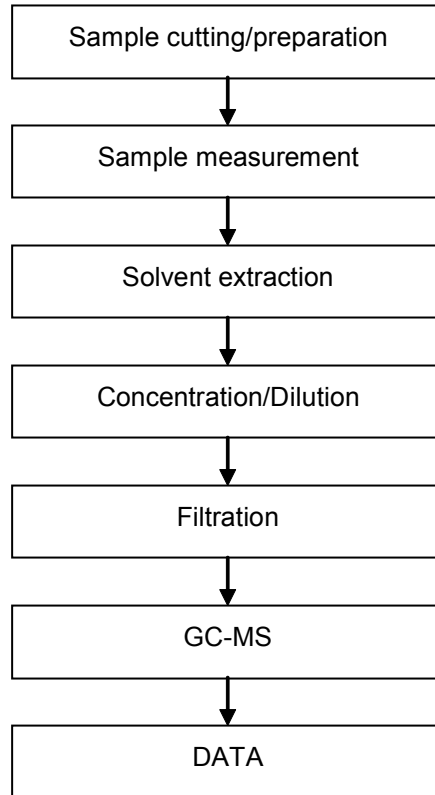 Sample cutting/preparation
Sample measurement
Solvent extraction
Concentration/Dilution
Filtration
GC-MS
DATA